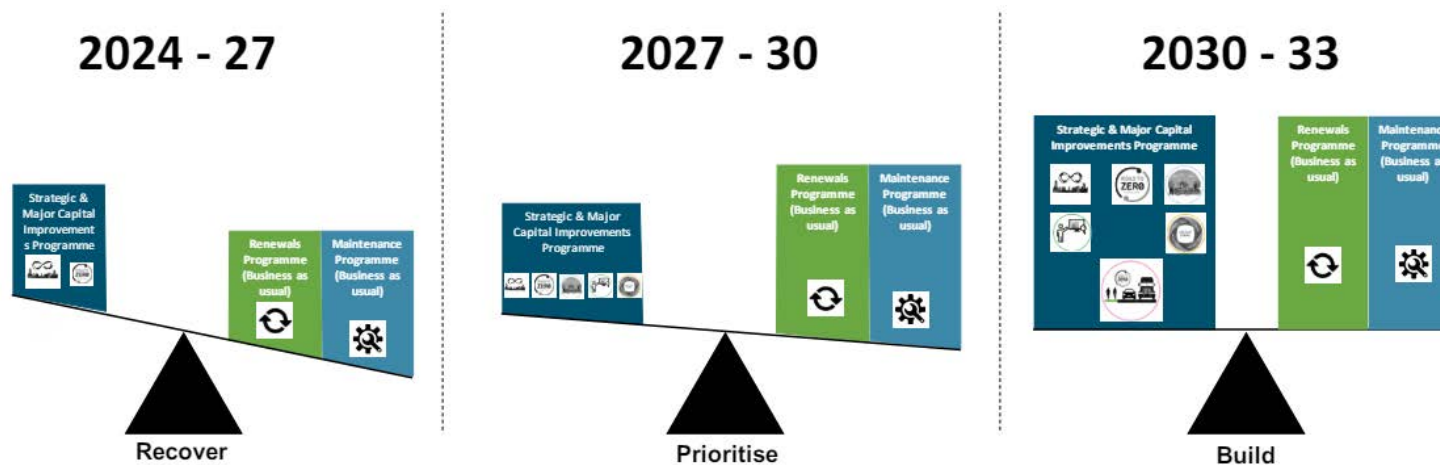 2024 - 27
Strategic &
Major Capital
Improvement
s Programme
ZERO
Renewals
Programme
(Business as
usual)
Maintenance
Programme
(Business as
usual)
Recover
2027 - 30
Strategic & Major
Capital Improvements
Programme
ZERO
Renewals
Programme
(Business as
usual)
Maintenance
Programme
(Business as
usual)
Prioritise
2030 - 33
Strategic & Major Capital
Improvements Programme
ROAD TO
ZERO
Renewals
Programme
(Business as
usual)
Maintenance
Programme
(Business as
usual)
Build